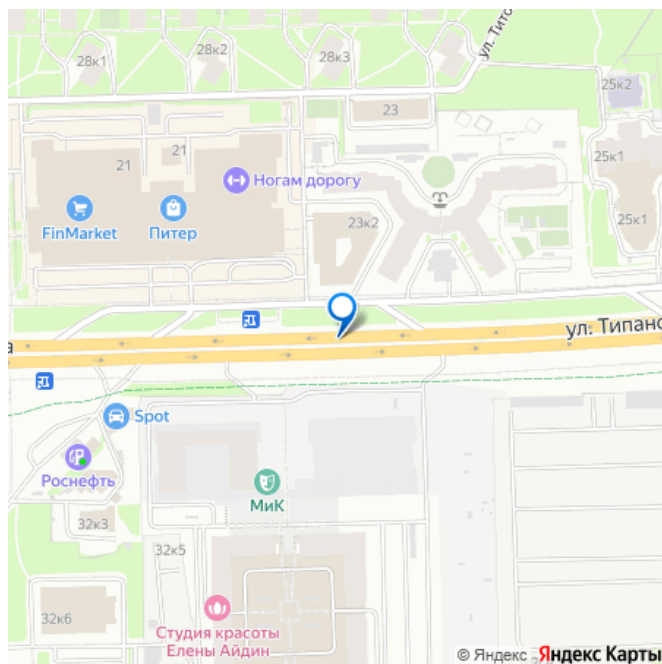 28к1
28к2
28к3
ул. Тито
23
25к2
21
21
Ногам дорогу
FinMarket
Питер
23к2
25к1
25к1
ул. Типано
а
Spot
Роснефть
МиК
32к3
32к5
32к6
Студия красоты
Елены Айдин
© Яндекс Яндекс Карты